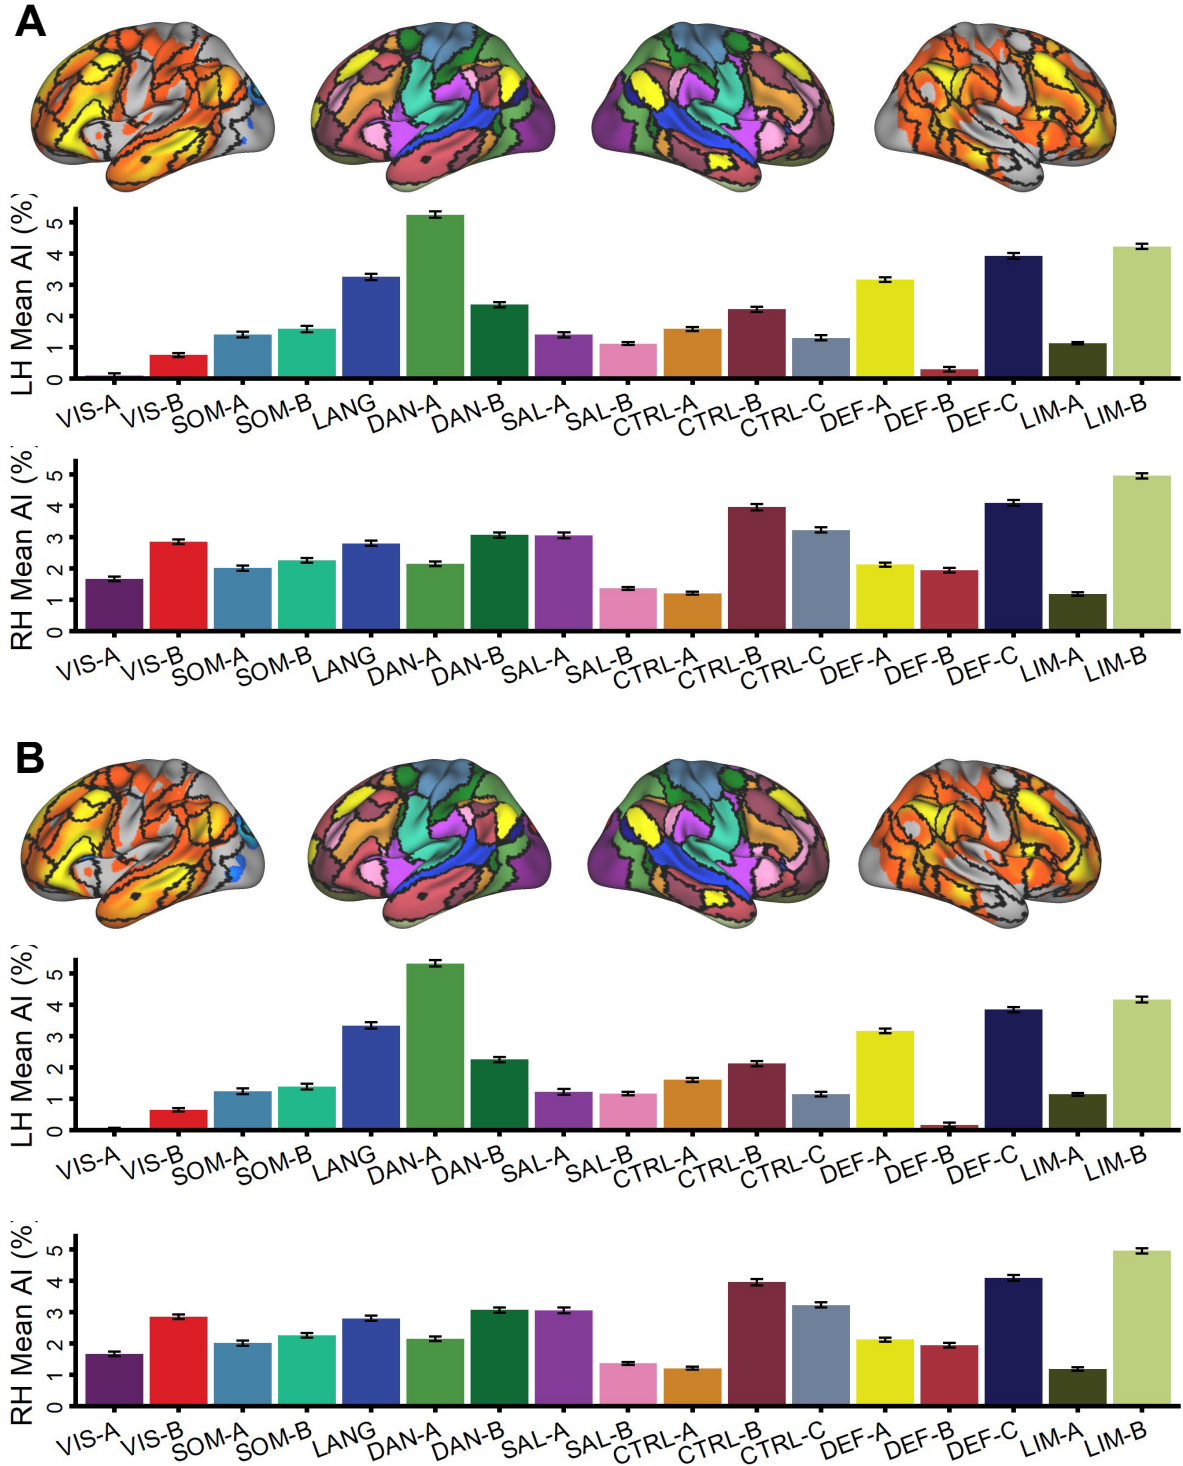 A
LH Mean AI (%)
5
4
3
2
1
0
VIS-A VIS-B SOM-A SOM-B LANG DAN-A DAN-B SAL-A SAL-B CTRL-A CTRL-B CTRL-C DEF-A DEF-B DEF-C LIM-A LIM-B
RH Mean AI (%)
5
4
3
2
1
0
VIS-A VIS-B SOM-A SOM-B LANG DAN-A DAN-B SAL-A SAL-B CTRL-A CTRL-B CTRL-C DEF-A DEF-B DEF-C LIM-A LIM-B
B
LH Mean AI (%)
5
4
3
2
1
0
VIS-A VIS-B SOM-A SOM-B LANG DAN-A DAN-B SAL-A SAL-B CTRL-A CTRL-B CTRL-C DEF-A DEF-B DEF-C LIM-A LIM-B
RH Mean AI (%)
5
4
3
2
1
0
VIS-A VIS-B SOM-A SOM-B LANG DAN-A DAN-B SAL-A SAL-B CTRL-A CTRL-B CTRL-C DEF-A DEF-B DEF-C LIM-A LIM-B